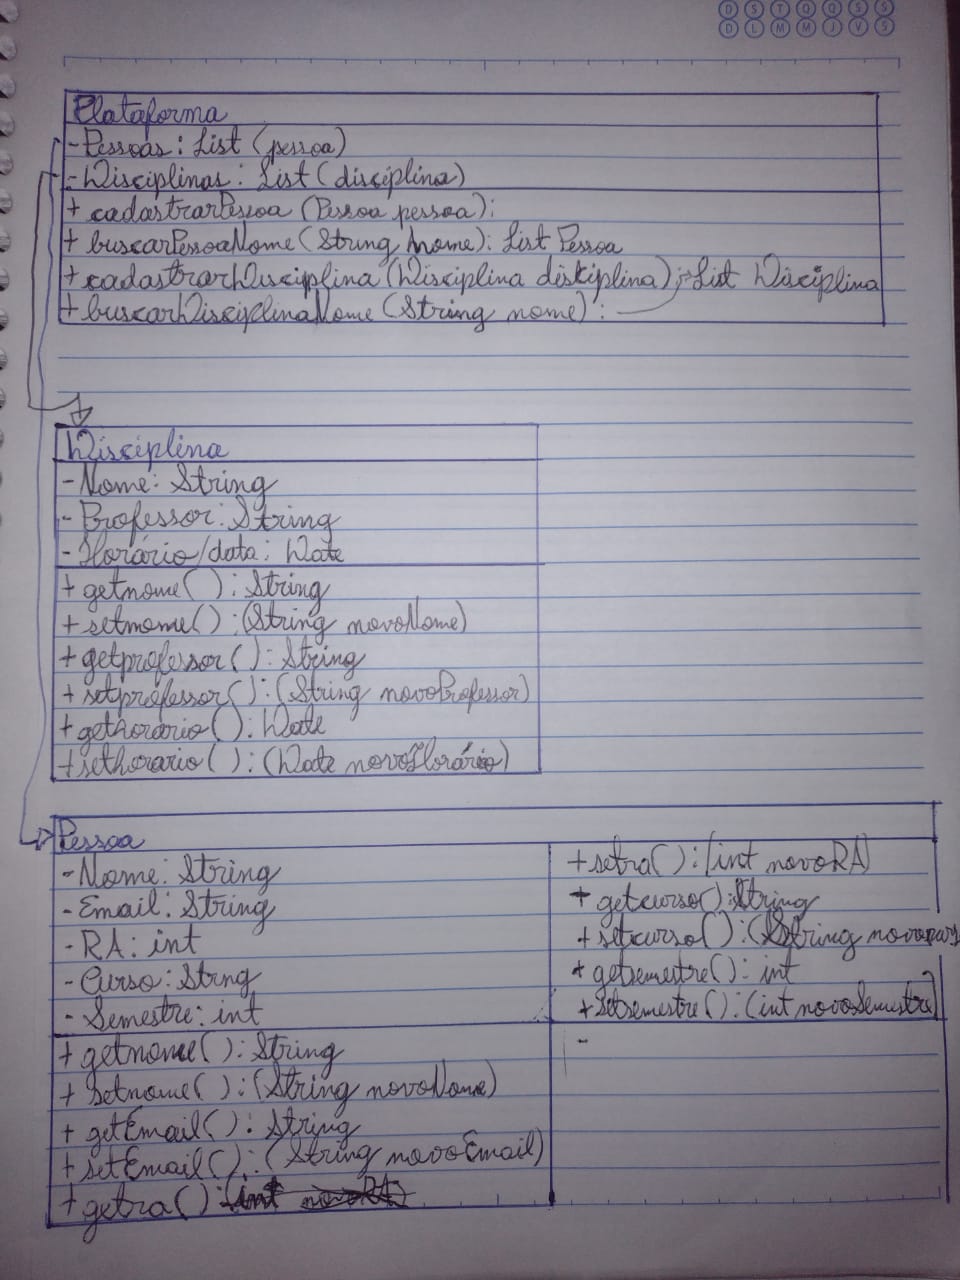 D S T Q Q S S
D L M M J V S
Plataforma
- Pessoas: List (pessoa)
- Disciplinas: List (disciplina)
+ cadastrarPessoa (Pessoa pessoa):
+ buscarPessoaNome (String nome): List Pessoa
+ cadastrarDisciplina (Disciplina disciplina); List Disciplina
+ buscarDisciplinaNome (String nome):
Disciplina
- Nome: String
- Professor: String
- Horário/data: Date
+ getnome( ): String
+ setnome( ): (String novoNome)
+ getprofessor( ): String
+ setprofessor( ): (String novoProfessor)
+ gethorario( ): Date
+ sethorario( ): (Date novoHorário)
Pessoa
- Nome: String
- Email: String
- RA: int
- Curso: String
- Semestre: int
+ getnome( ): String
+ setnome( ): (String novoNome)
+ getEmail( ): String
+ setEmail( ): (String novoEmail)
+ getra( ): (int novoRA)
+ setra( ): (int novoRA)
+ getcurso( ): String
+ setcurso( ): (String
+ getsemestre( ): int
+ Setsemestre( ): (int novoSemestre)
-